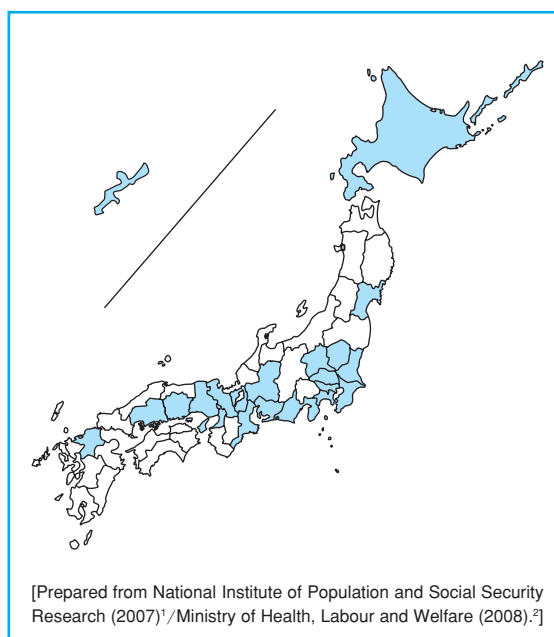 [Prepared from National Institute of Population and Social Security
Research (2007)¹/Ministry of Health, Labour and Welfare (2008).²]